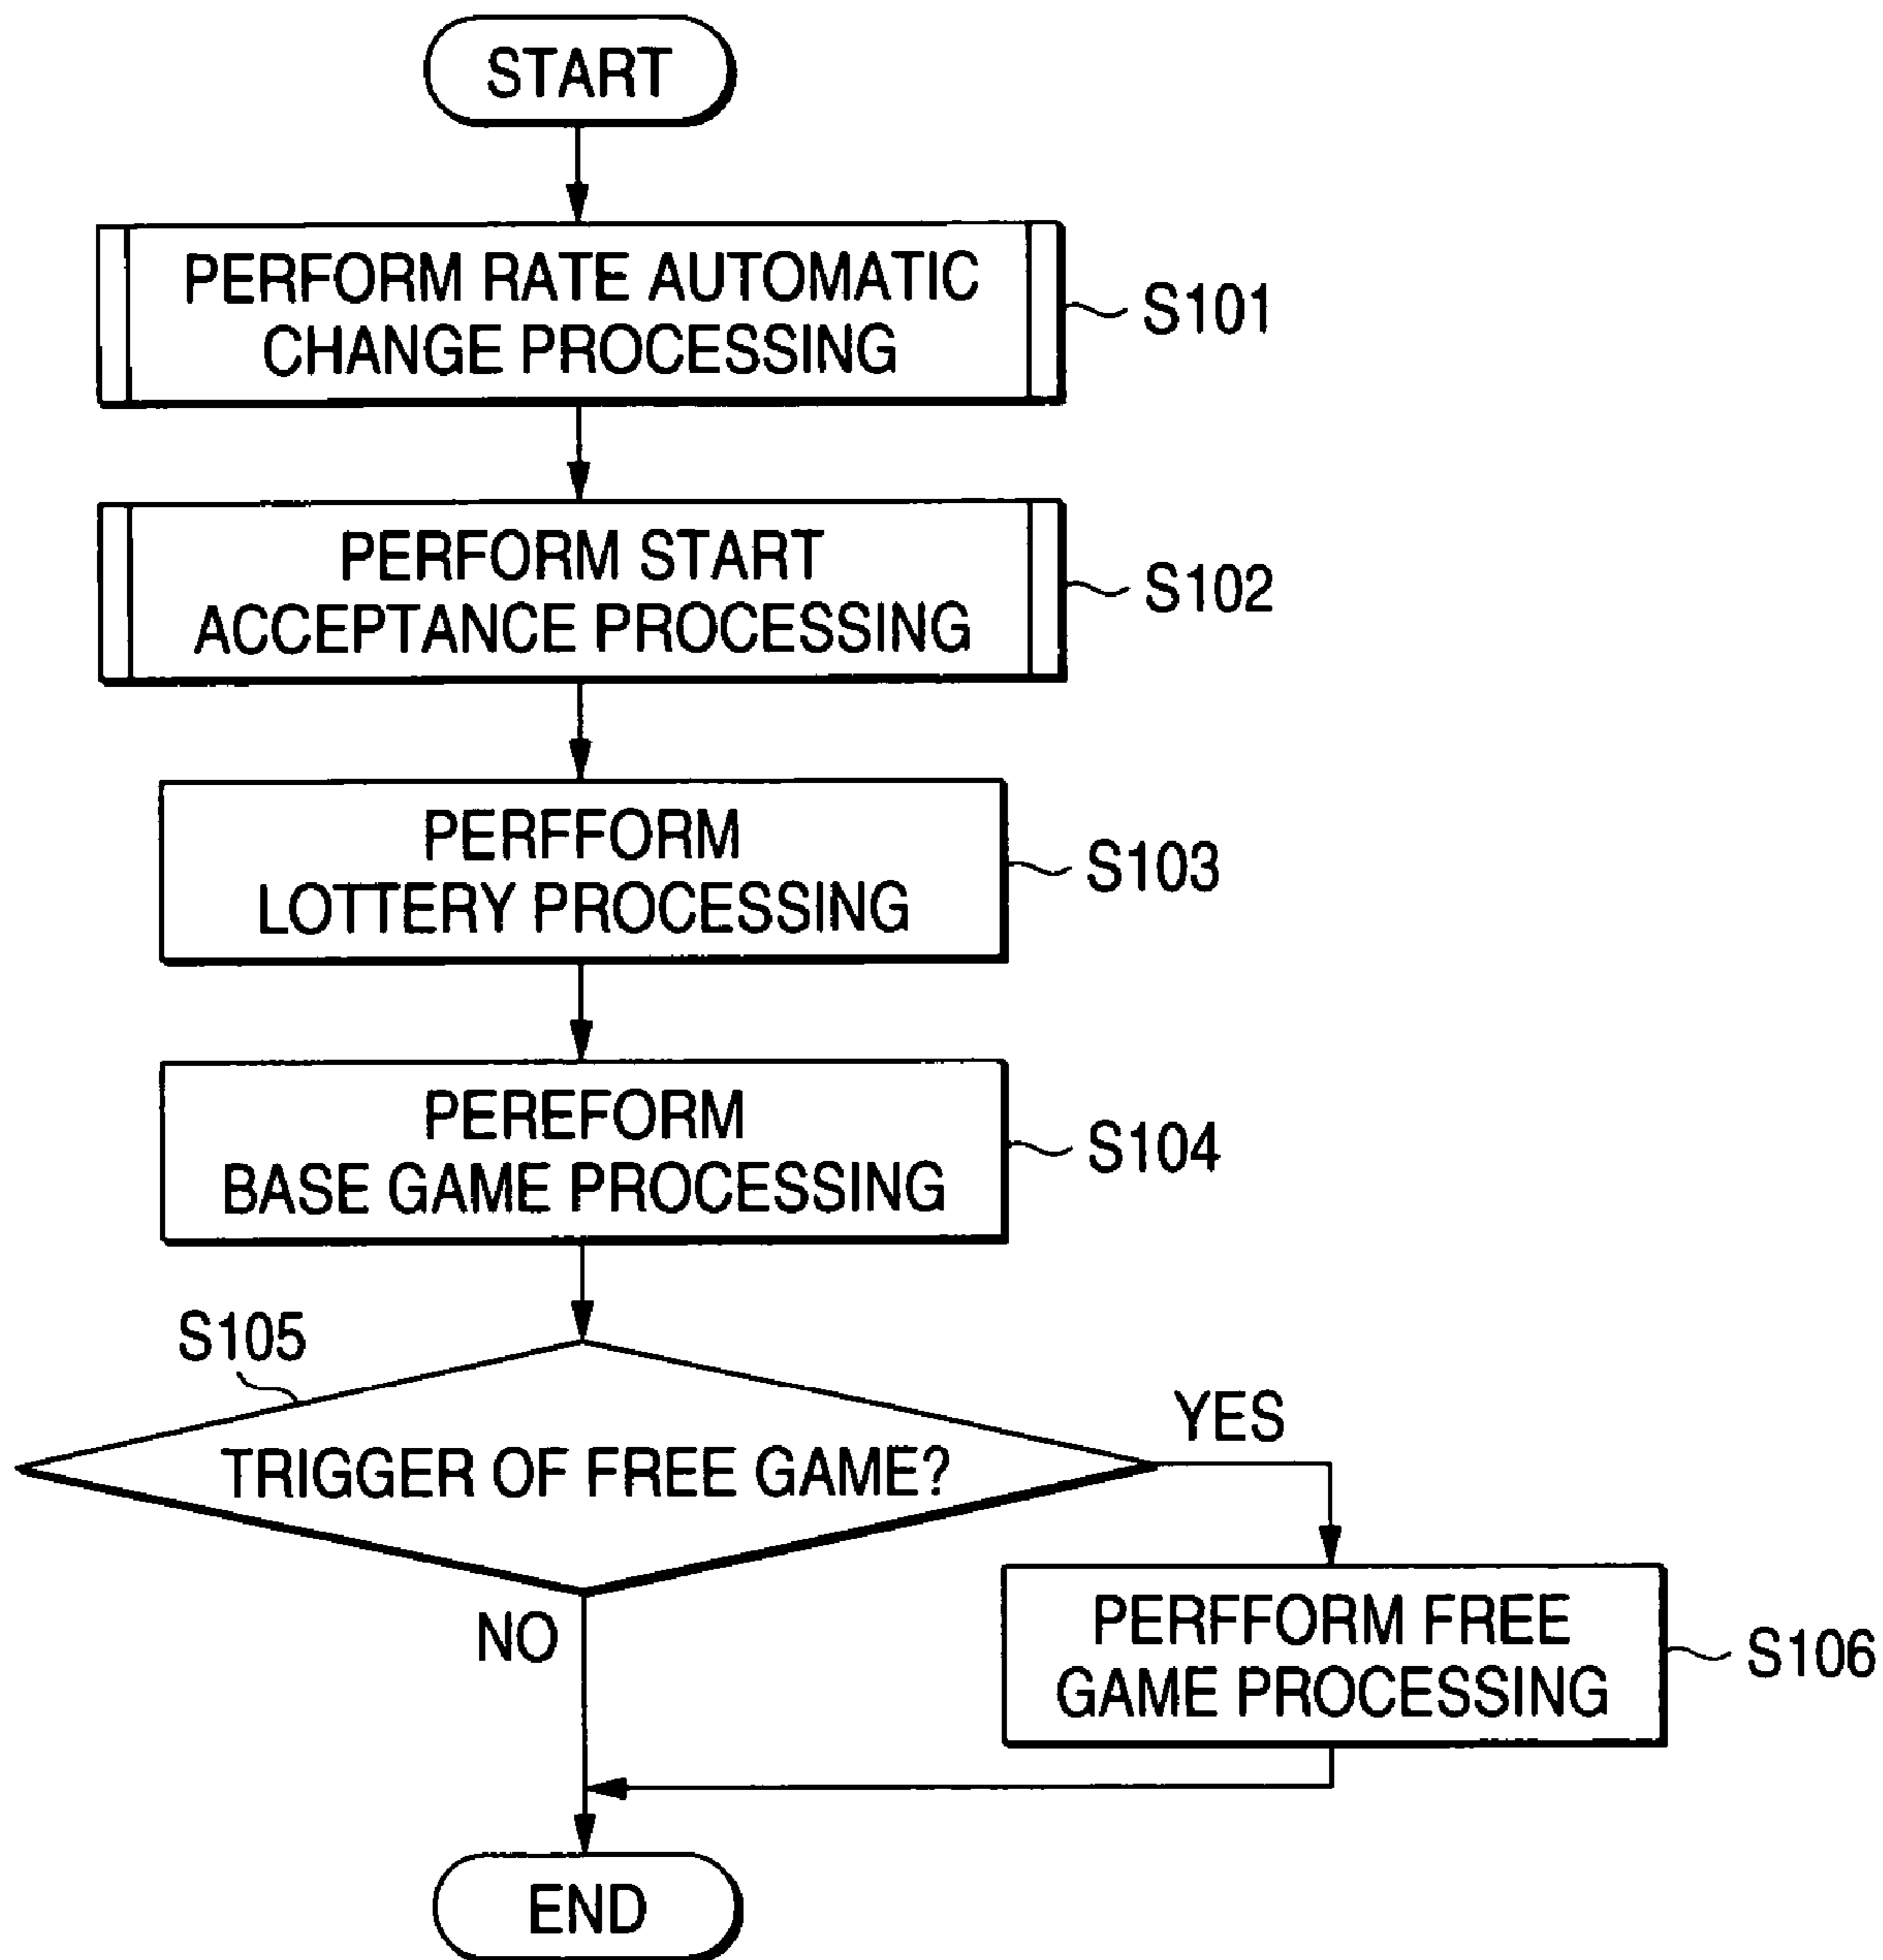 START
PERFORM RATE AUTOMATIC
CHANGE PROCESSING
S101
PERFORM START
ACCEPTANCE PROCESSING
S102
PERFFORM
LOTTERY PROCESSING
S103
PEREFORM
BASE GAME PROCESSING
S104
S105
TRIGGER OF FREE GAME?
YES
NO
PERFFORM FREE
GAME PROCESSING
S106
END